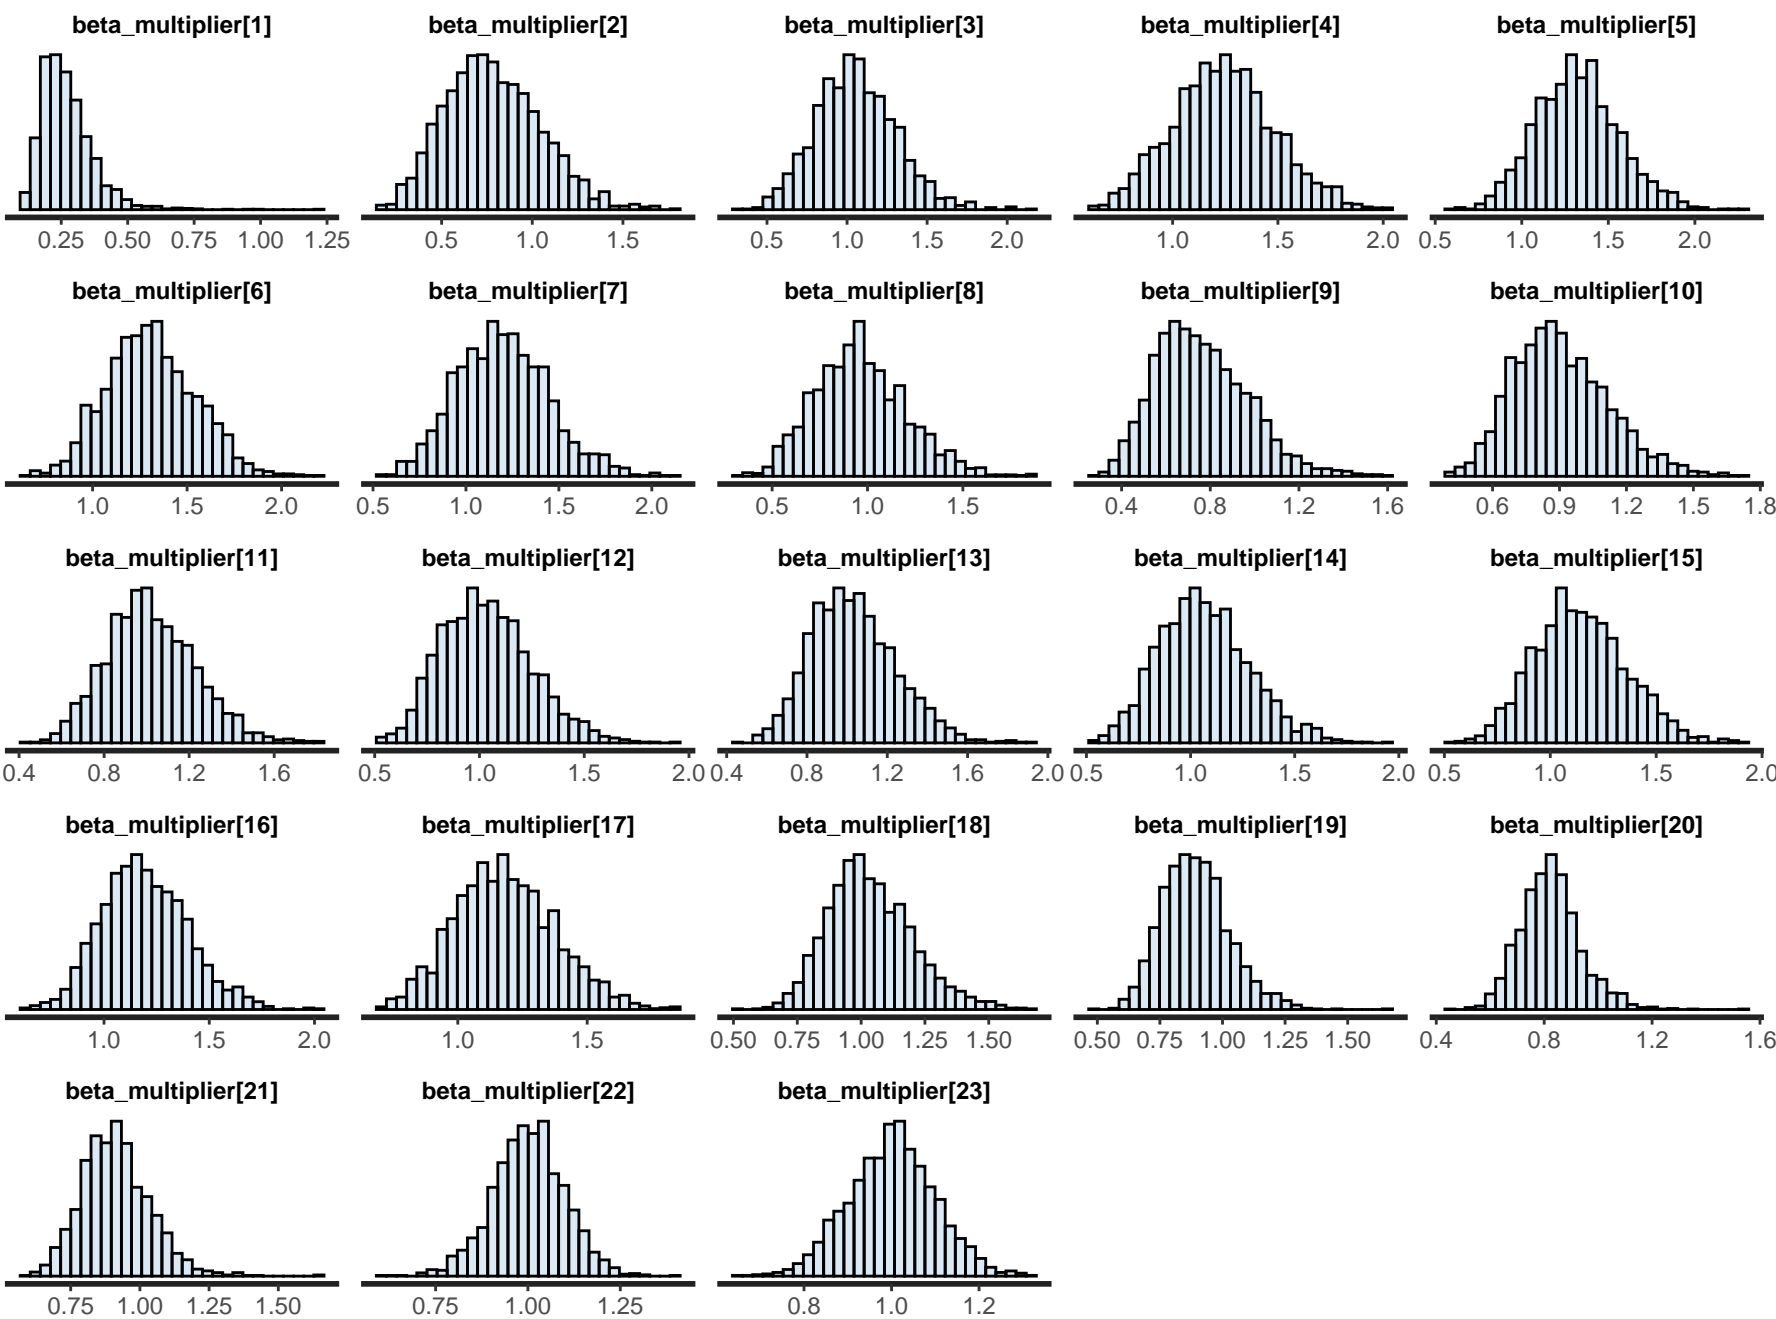 beta_multiplier[1] beta_multiplier[2] beta_multiplier[3] beta_multiplier[4] beta_multiplier[5]
0.25 0.50 0.75 1.00 1.25 0.5 1.0 1.5 0.5 1.0 1.5 2.0 1.0 1.5 2.0 0.5 1.0 1.5 2.0
beta_multiplier[6] beta_multiplier[7] beta_multiplier[8] beta_multiplier[9] beta_multiplier[10]
1.0 1.5 2.0 0.5 1.0 1.5 2.0 0.5 1.0 1.5 0.4 0.8 1.2 1.6 0.6 0.9 1.2 1.5 1.8
beta_multiplier[11] beta_multiplier[12] beta_multiplier[13] beta_multiplier[14] beta_multiplier[15]
0.4 0.8 1.2 1.6 0.5 1.0 1.5 2.0 0.4 0.8 1.2 1.6 2.0 0.5 1.0 1.5 2.0 0.5 1.0 1.5 2.0
beta_multiplier[16] beta_multiplier[17] beta_multiplier[18] beta_multiplier[19] beta_multiplier[20]
1.0 1.5 2.0 1.0 1.5 0.50 0.75 1.00 1.25 1.50 0.50 0.75 1.00 1.25 1.50 0.4 0.8 1.2 1.6
beta_multiplier[21] beta_multiplier[22] beta_multiplier[23]
0.75 1.00 1.25 1.50 0.75 1.00 1.25 0.8 1.0 1.2